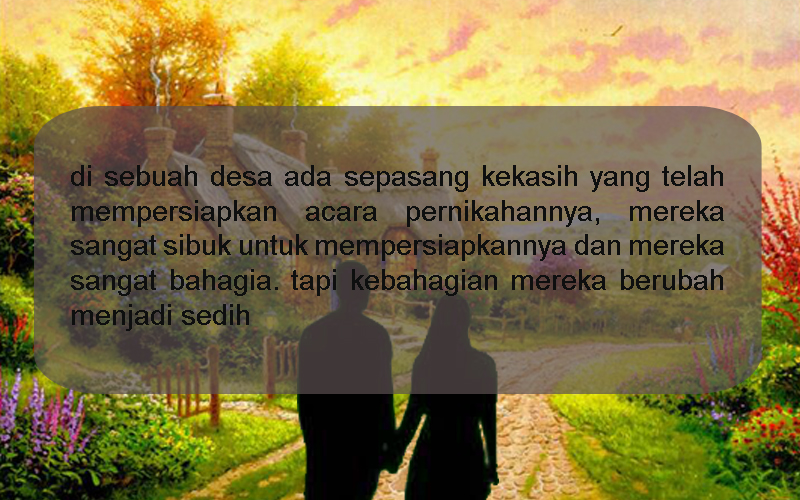 di sebuah desa ada sepasang kekasih yang telah
mempersiapkan acara pernikahannya, mereka
sangat sibuk untuk mempersiapkannya dan mereka
sangat bahagia. tapi kebahagian mereka berubah
menjadi sedih